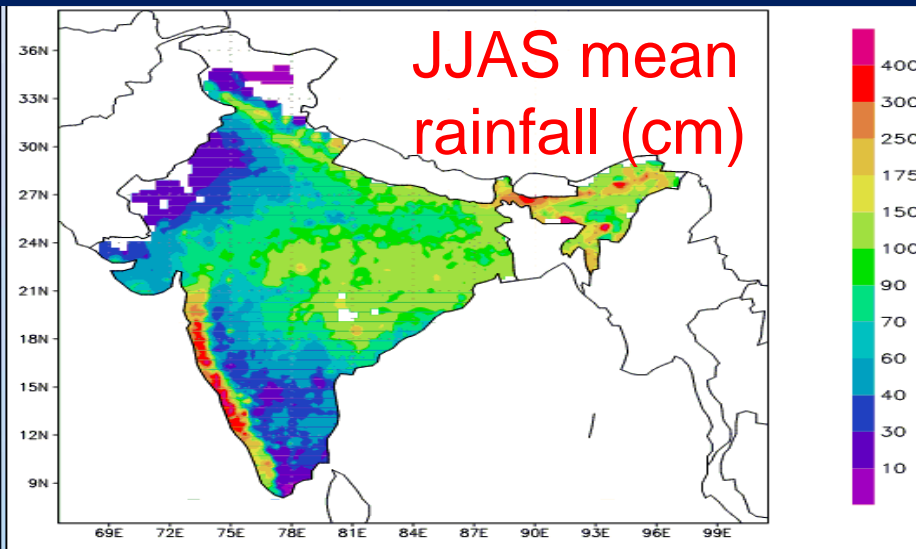 JJAS mean
rainfall (cm)
36N
33N
30N
27N
24N
21N
18N
15N
12N
9N
69E 72E 75E 78E 81E 84E 87E 90E 93E 96E 99E
400
300
250
175
150
100
90
70
60
40
30
10